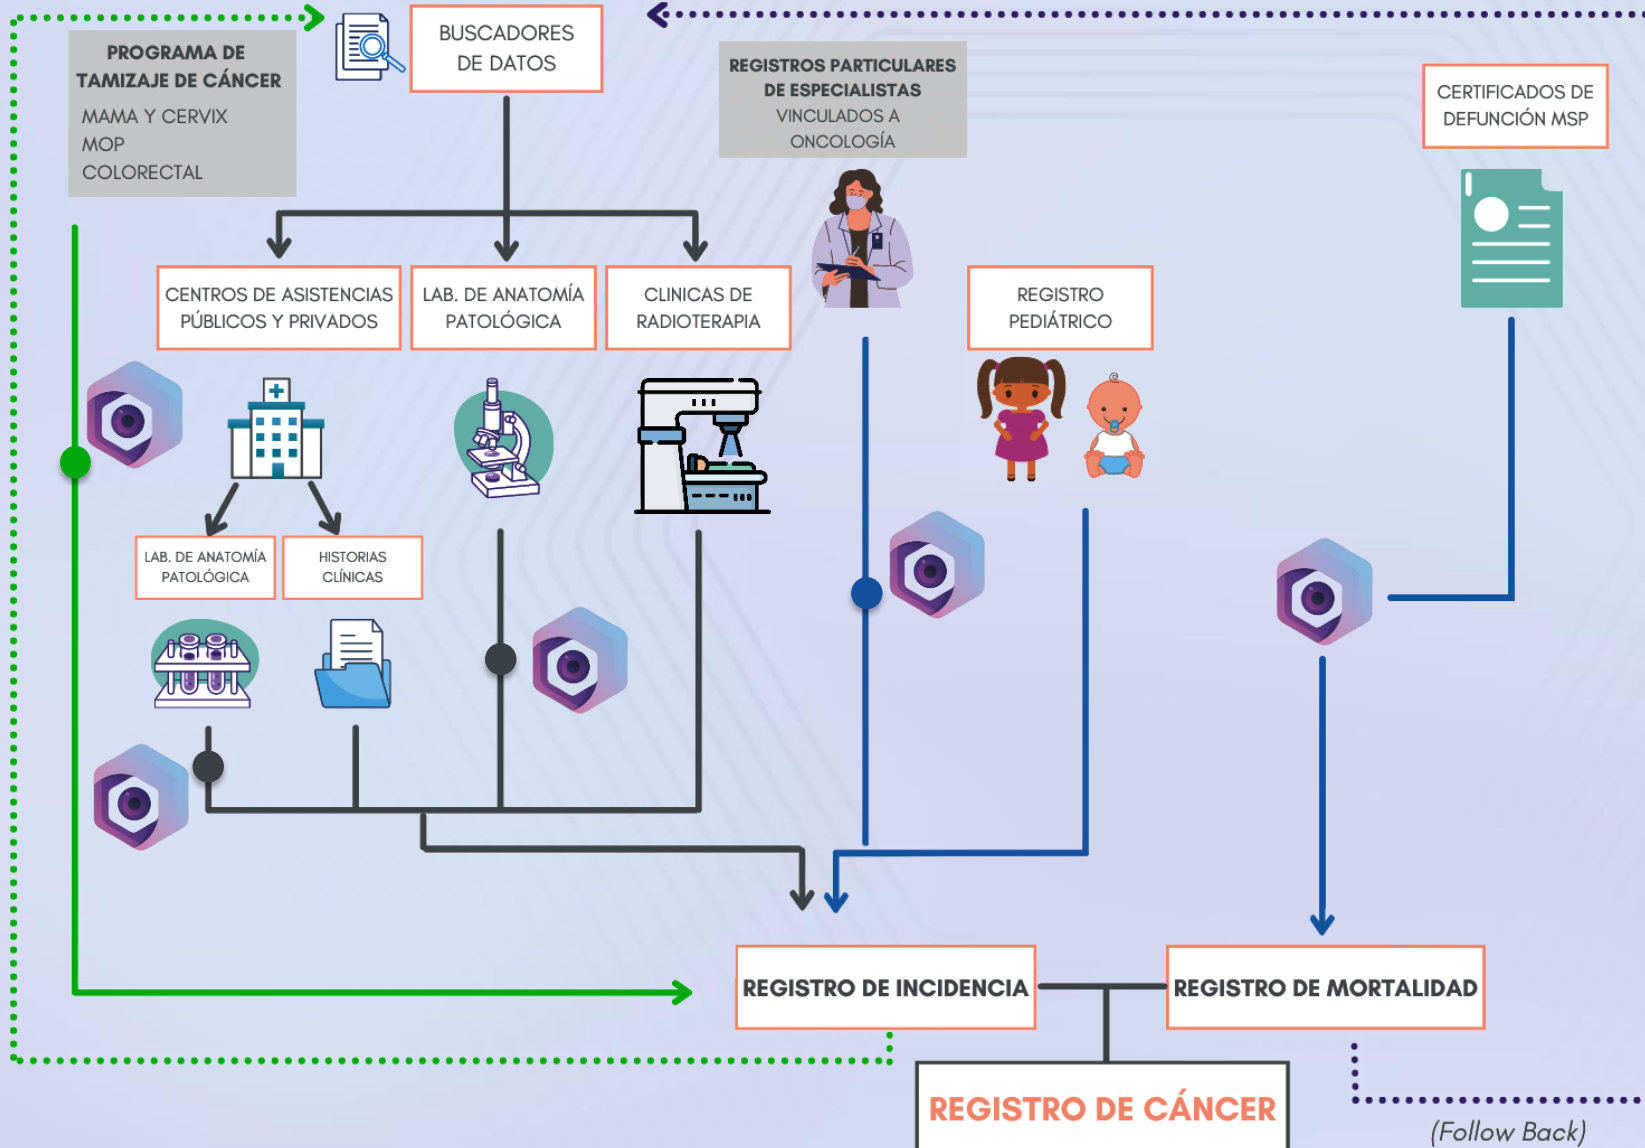 PROGRAMA DE
TAMIZAJE DE CÁNCER
MAMA Y CERVIX
MOP
COLORECTAL
BUSCADORES
DE DATOS
REGISTROS PARTICULARES
DE ESPECIALISTAS
VINCULADOS A
ONCOLOGÍA
CERTIFICADOS DE
DEFUNCIÓN MSP
CENTROS DE ASISTENCIAS
PÚBLICOS Y PRIVADOS
LAB. DE ANATOMÍA
PATOLÓGICA
CLINICAS DE
RADIOTERAPIA
REGISTRO
PEDIÁTRICO
LAB. DE ANATOMÍA
PATOLÓGICA
HISTORIAS
CLÍNICAS
REGISTRO DE INCIDENCIA
REGISTRO DE MORTALIDAD
REGISTRO DE CÁNCER
(Follow Back)